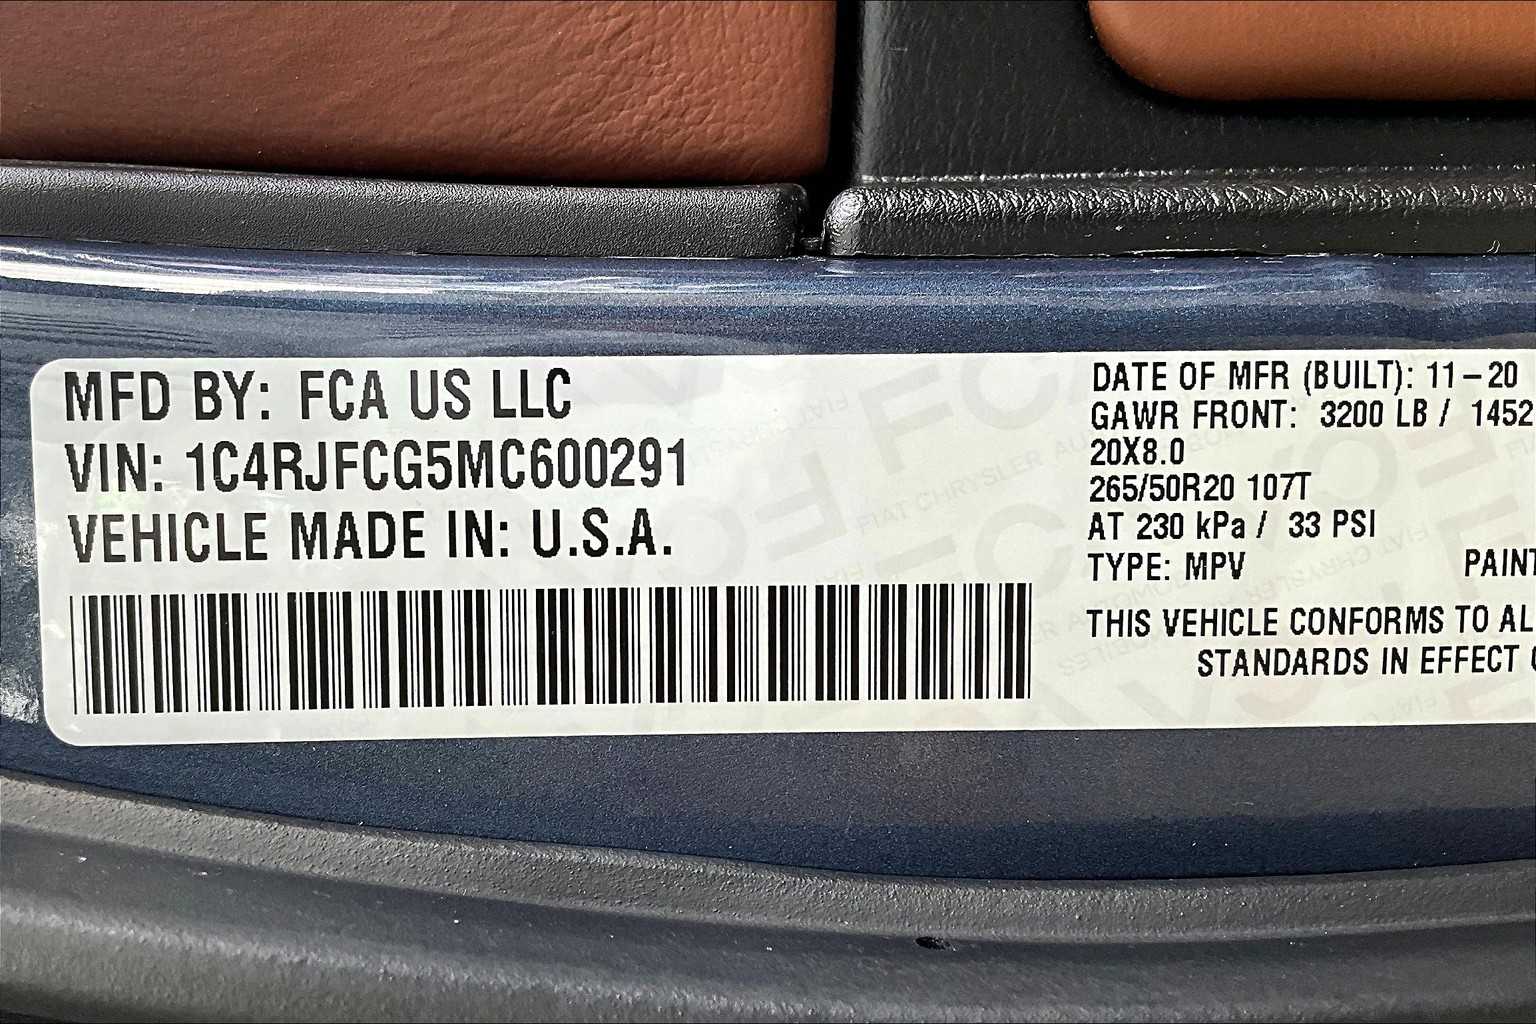 MFD BY: FCA US LLC
VIN: 1C4RJFCG5MC600291
VEHICLE MADE IN: U.S.A.
DATE OF MFR (BUILT): 11-20
GAWR FRONT: 3200 LB / 1452
20X8.0
265/50R20 107T
AT 230 kPa / 33 PSI
TYPE: MPV PAINT
THIS VEHICLE CONFORMS TO AL
STANDARDS IN EFFECT